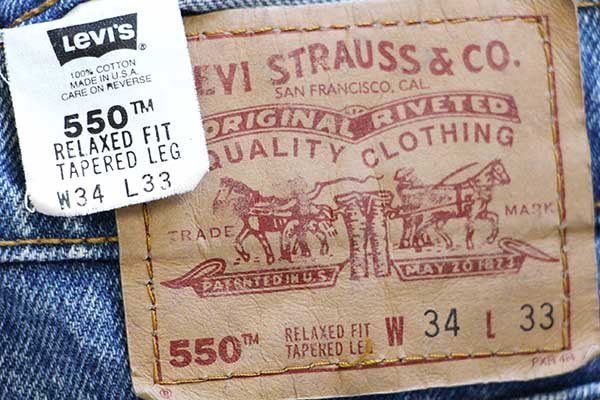 Levi's
100% COTTON
MADE IN U.S.A.
CARE ON REVERSE
550™
RELAXED FIT
TAPERED LEG
W34 L33
EVI STRAUSS & CO.
SAN FRANCISCO, CAL.
ORIGINAL RIVETED
QUALITY CLOTHING
TRADE MARK
PATENTED IN U.S. MAY 20 1873
550™ RELAXED FIT W 34 L 33
TAPERED LEG